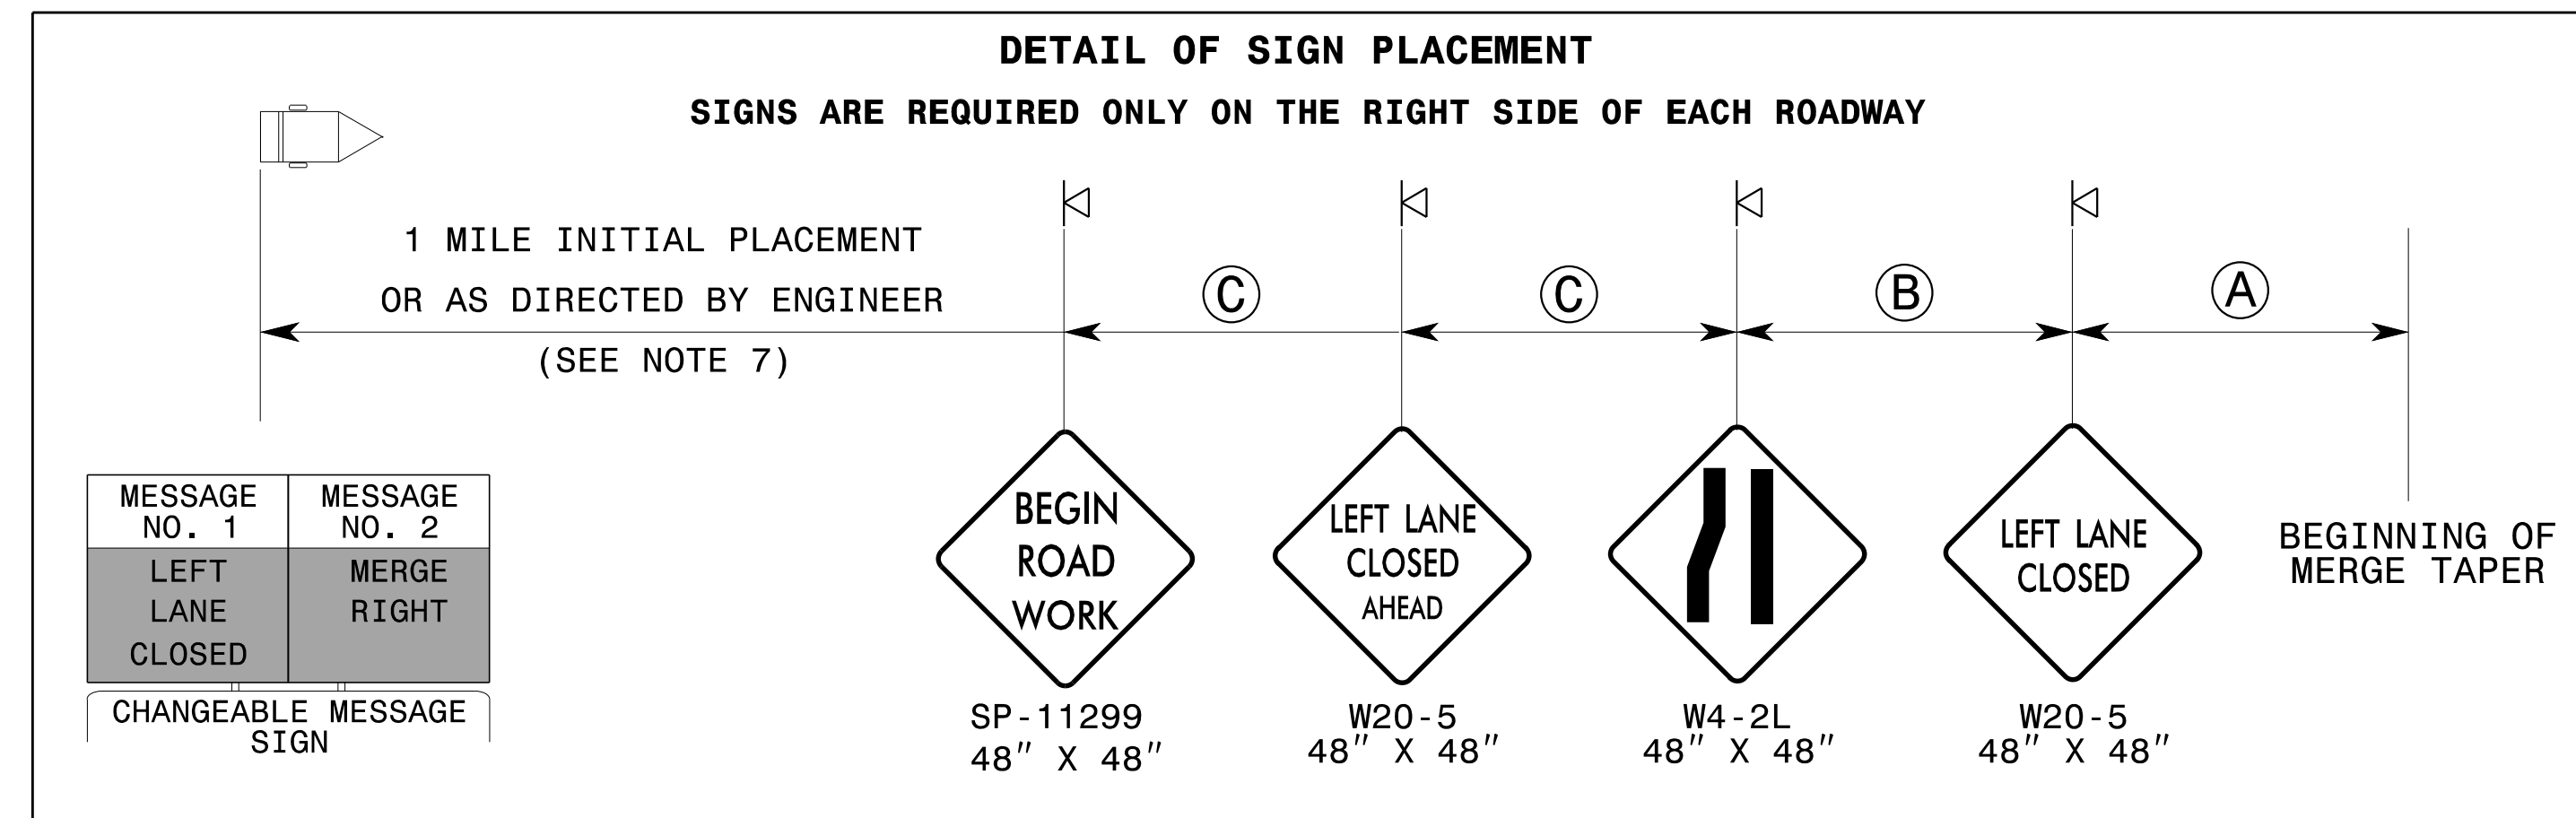 DETAIL OF SIGN PLACEMENT
SIGNS ARE REQUIRED ONLY ON THE RIGHT SIDE OF EACH ROADWAY
1 MILE INITIAL PLACEMENT
OR AS DIRECTED BY ENGINEER
(SEE NOTE 7)
C
C
B
A
MESSAGE
NO. 1
LEFT
LANE
CLOSED
MESSAGE
NO. 2
MERGE
RIGHT
CHANGEABLE MESSAGE
SIGN
BEGIN
ROAD
WORK
SP-11299
48" X 48"
LEFT LANE
CLOSED
AHEAD
W20-5
48" X 48"
W4-2L
48" X 48"
LEFT LANE
CLOSED
W20-5
48" X 48"
BEGINNING OF
MERGE TAPER